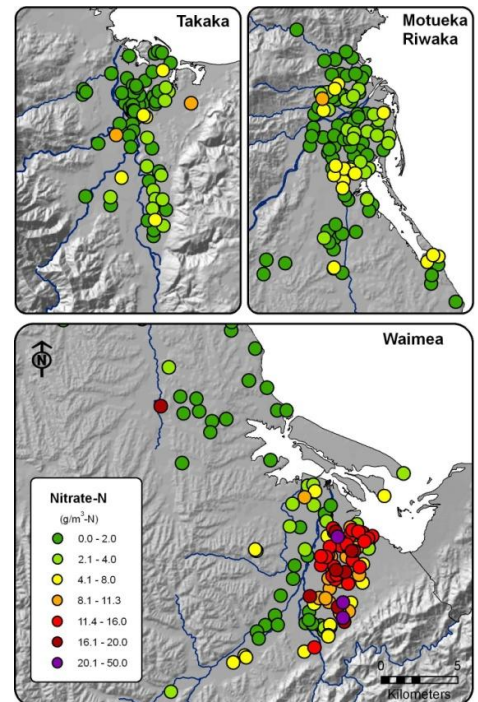 Takaka
Motueka
Riwaka
Waimea
N
Nitrate-N
(g/m³-N)
0.0 - 2.0
2.1 - 4.0
4.1 - 8.0
8.1 - 11.3
11.4 - 16.0
16.1 - 20.0
20.1 - 50.0
0 5
Kilometers